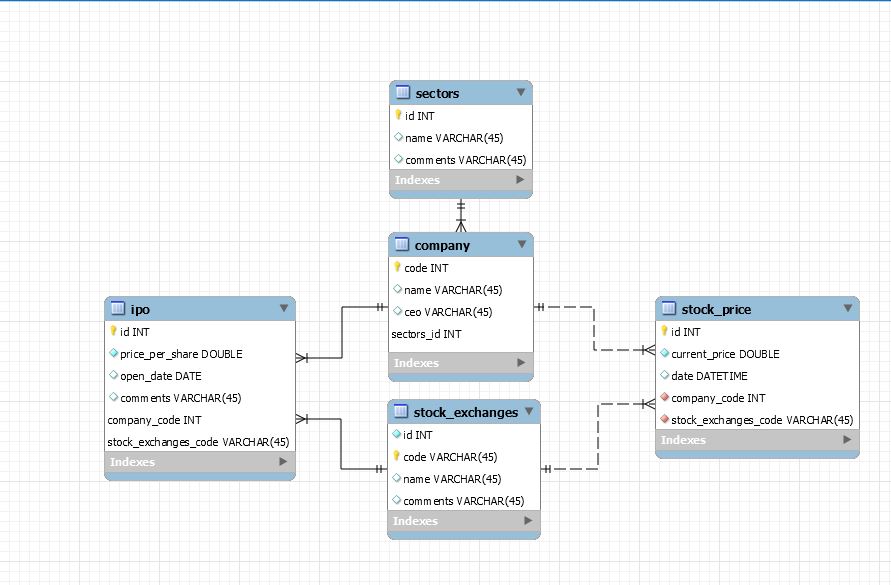 sectors
id INT
name VARCHAR(45)
comments VARCHAR(45)
Indexes
company
code INT
name VARCHAR(45)
ceo VARCHAR(45)
sectors_id INT
Indexes
ipo
id INT
price_per_share DOUBLE
open_date DATE
comments VARCHAR(45)
company_code INT
stock_exchanges_code VARCHAR(45)
Indexes
stock_exchanges
id INT
code VARCHAR(45)
name VARCHAR(45)
comments VARCHAR(45)
Indexes
stock_price
id INT
current_price DOUBLE
date DATETIME
company_code INT
stock_exchanges_code VARCHAR(45)
Indexes